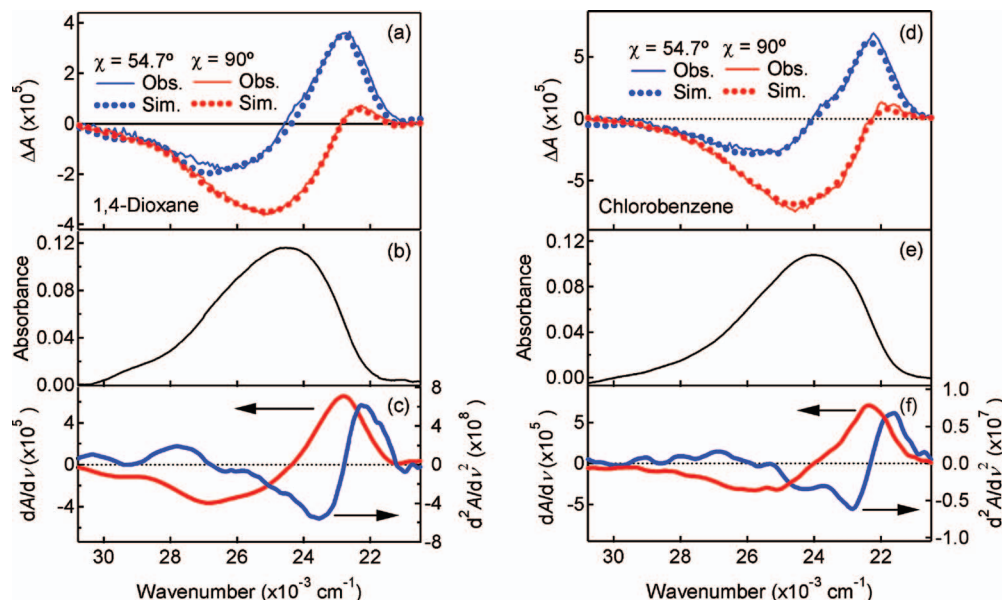 (a)
χ = 54.7º χ = 90º
Obs. Obs.
Sim. Sim.
1,4-Dioxane
ΔA (x10⁵)
4
2
0
-2
-4
(b)
Absorbance
0.12
0.08
0.04
0.00
(c)
dA/dν (x10⁵)
4
0
-4
d²A/dν² (x10⁸)
8
4
0
-4
-8
30 28 26 24 22
Wavenumber (x10⁻³ cm⁻¹)
(d)
χ = 54.7º χ = 90º
Obs. Obs.
Sim. Sim.
Chlorobenzene
ΔA (x10⁵)
5
0
-5
(e)
Absorbance
0.12
0.08
0.04
0.00
(f)
dA/dν (x10⁵)
5
0
-5
d²A/dν² (x10⁷)
1.0
0.5
0.0
-0.5
-1.0
30 28 26 24 22
Wavenumber (x10⁻³ cm⁻¹)